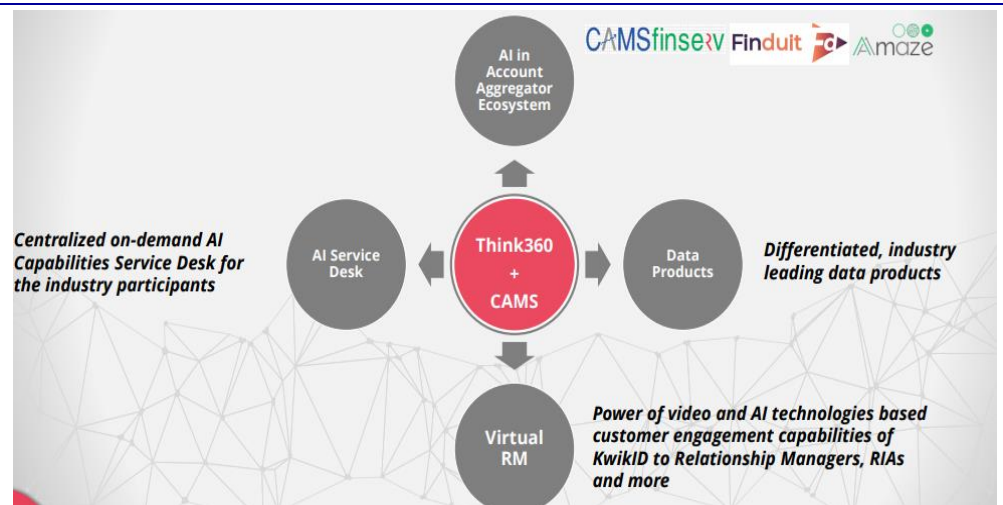 CAMSfinserv Finduit Amaze
AI in
Account
Aggregator
Ecosystem
Centralized on-demand AI
Capabilities Service Desk for
the industry participants
AI Service
Desk
Think360
+
CAMS
Data
Products
Differentiated, industry
leading data products
Virtual
RM
Power of video and AI technologies based
customer engagement capabilities of
KwikID to Relationship Managers, RIAs
and more